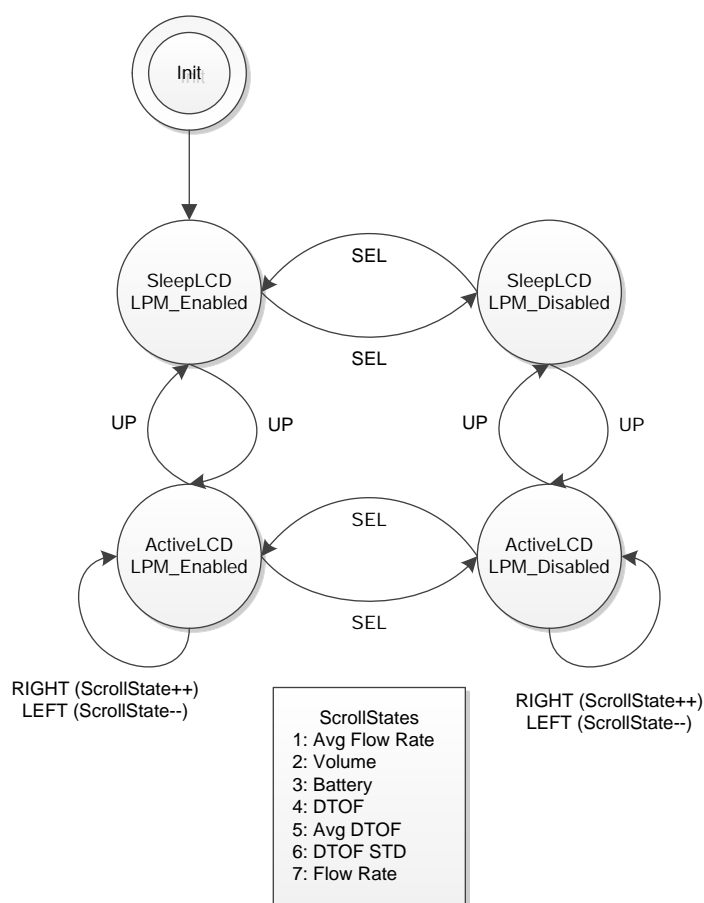 Init
SleepLCD
LPM_Enabled
SEL
SEL
SleepLCD
LPM_Disabled
UP
UP
UP
UP
ActiveLCD
LPM_Enabled
SEL
SEL
ActiveLCD
LPM_Disabled
RIGHT (ScrollState++)
LEFT (ScrollState--)
RIGHT (ScrollState++)
LEFT (ScrollState--)
ScrollStates
1: Avg Flow Rate
2: Volume
3: Battery
4: DTOF
5: Avg DTOF
6: DTOF STD
7: Flow Rate